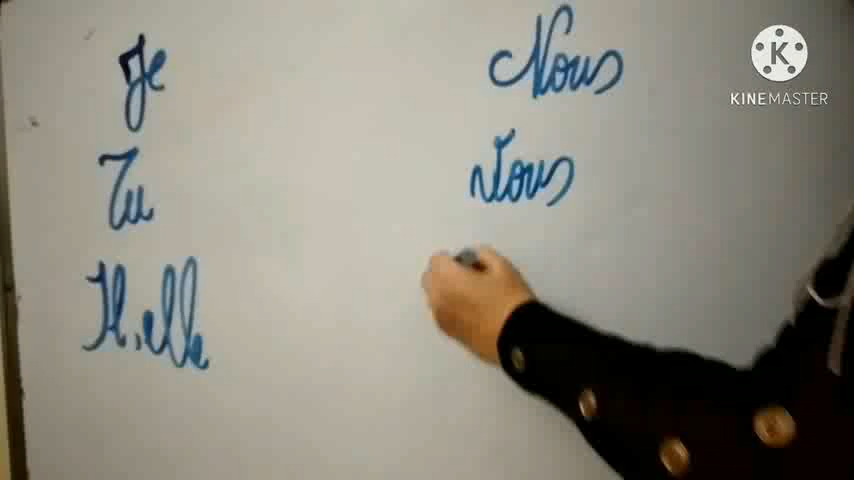 Je
Tu
Il, elle
Nous
Vous
K
KINEMASTER